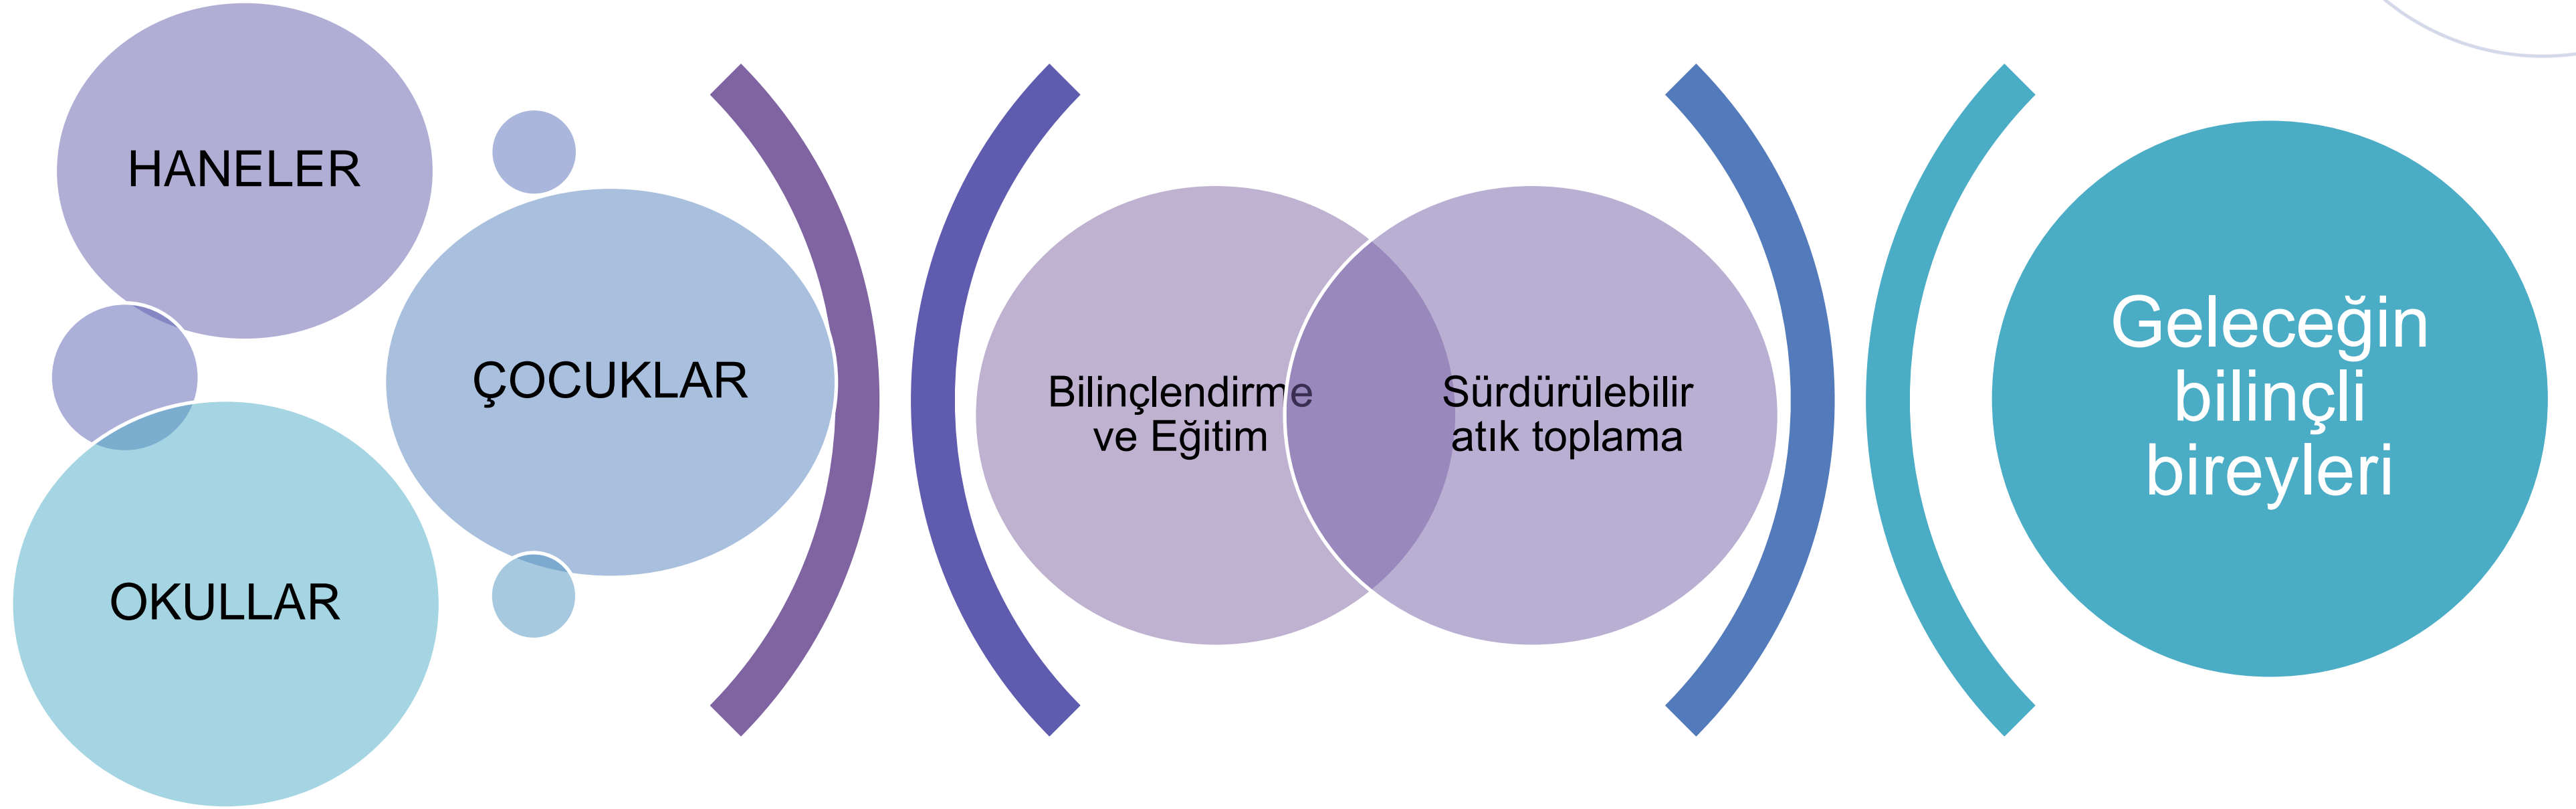 HANELER
ÇOCUKLAR
OKULLAR
Bilinçlendirme
ve Eğitim
Sürdürülebilir
atık toplama
Geleceğin
bilinçli
bireyleri